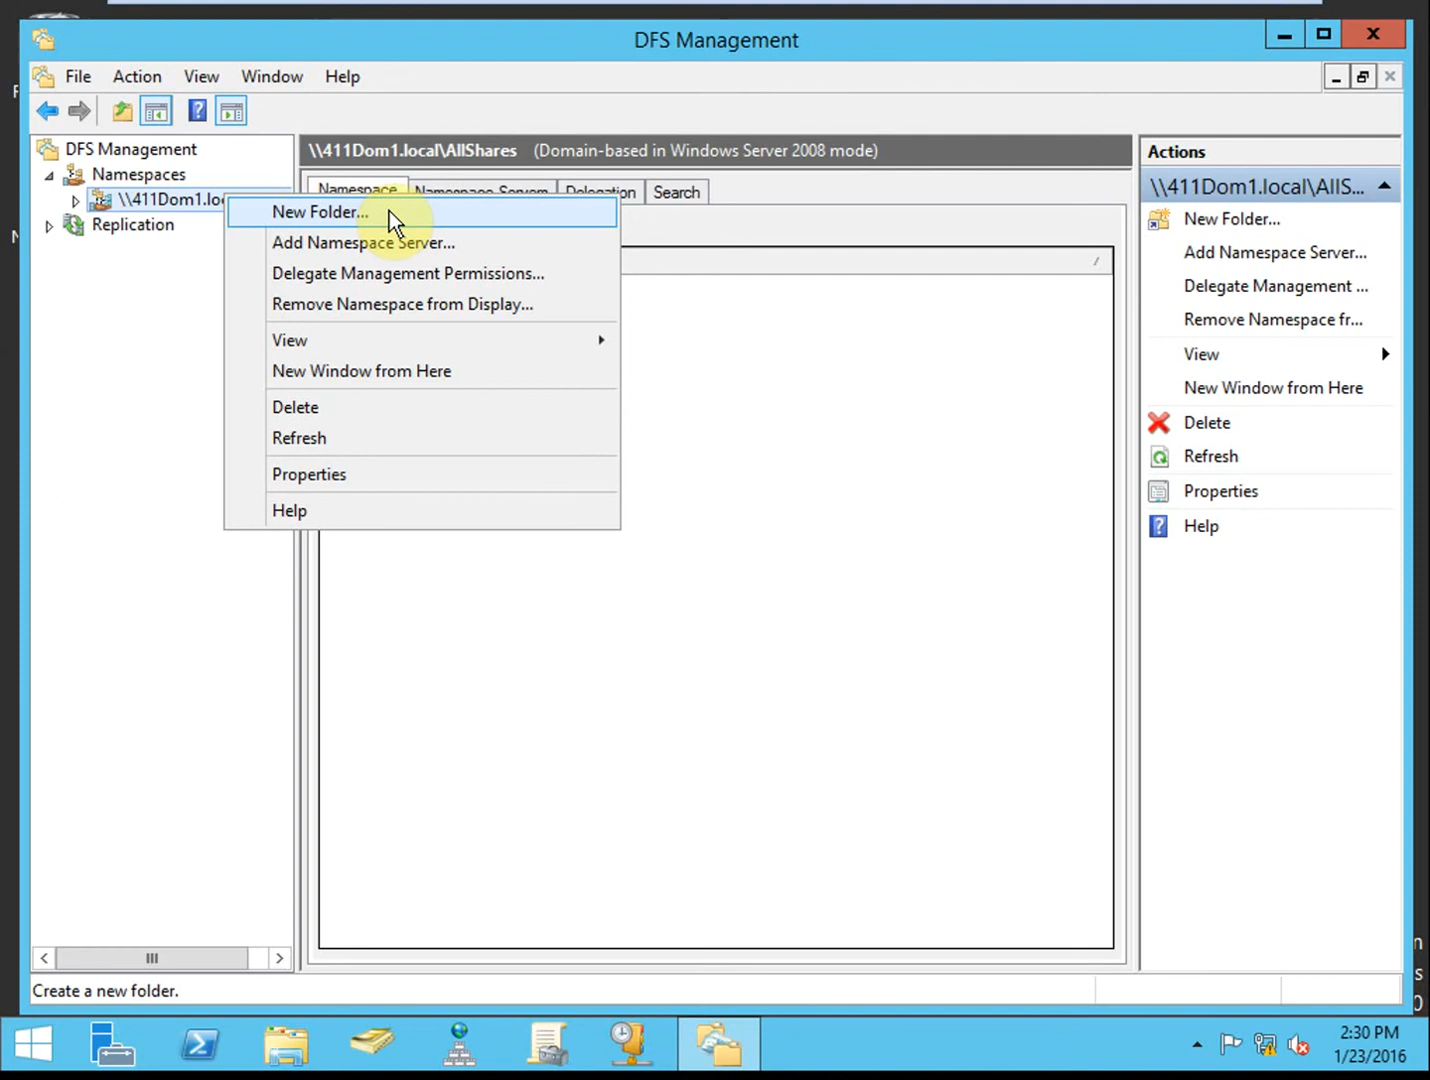 DFS Management
File Action View Window Help
DFS Management
Namespaces
\\411Dom1.loc
Replication
\\411Dom1.local\AllShares (Domain-based in Windows Server 2008 mode)
Namespace Namespace Servers Delegation Search
New Folder...
Add Namespace Server...
Delegate Management Permissions...
Remove Namespace from Display...
View
New Window from Here
Delete
Refresh
Properties
Help
Actions
\\411Dom1.local\AllS...
New Folder...
Add Namespace Server...
Delegate Management ...
Remove Namespace fr...
View
New Window from Here
Delete
Refresh
Properties
Help
Create a new folder.
2:30 PM
1/23/2016